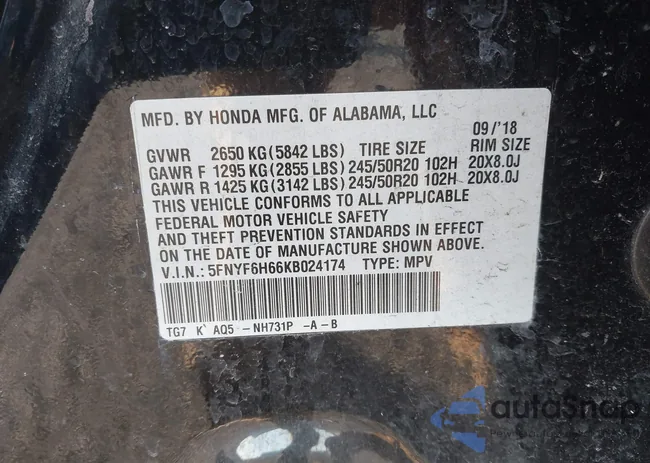 MFD. BY HONDA MFG. OF ALABAMA, LLC
09/'18
GVWR 2650 KG(5842 LBS) TIRE SIZE RIM SIZE
GAWR F 1295 KG(2855 LBS)245/50R20 102H 20X8.0J
GAWR R 1425 KG(3142 LBS)245/50R20 102H 20X8.0J
THIS VEHICLE CONFORMS TO ALL APPLICABLE
FEDERAL MOTOR VEHICLE SAFETY
AND THEFT PREVENTION STANDARDS IN EFFECT
ON THE DATE OF MANUFACTURE SHOWN ABOVE.
V.I.N.: 5FNYF6H66KB024174 TYPE: MPV
TG7 K` AQ5 -NH731P -A-B
autoSnap